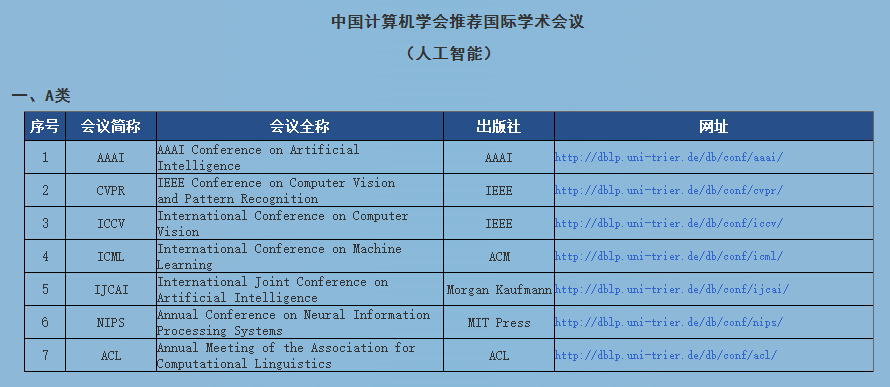 中国计算机学会推荐国际学术会议
（人工智能）
一、A类
序号 会议简称 会议全称 出版社 网址
1 AAAI AAAI Conference on Artificial Intelligence AAAI http://dblp.uni-trier.de/db/conf/aaai/
2 CVPR IEEE Conference on Computer Vision and Pattern Recognition IEEE http://dblp.uni-trier.de/db/conf/cvpr/
3 ICCV International Conference on Computer Vision IEEE http://dblp.uni-trier.de/db/conf/iccv/
4 ICML International Conference on Machine Learning ACM http://dblp.uni-trier.de/db/conf/icml/
5 IJCAI International Joint Conference on Artificial Intelligence Morgan Kaufmann http://dblp.uni-trier.de/db/conf/ijcai/
6 NIPS Annual Conference on Neural Information Processing Systems MIT Press http://dblp.uni-trier.de/db/conf/nips/
7 ACL Annual Meeting of the Association for Computational Linguistics ACL http://dblp.uni-trier.de/db/conf/acl/